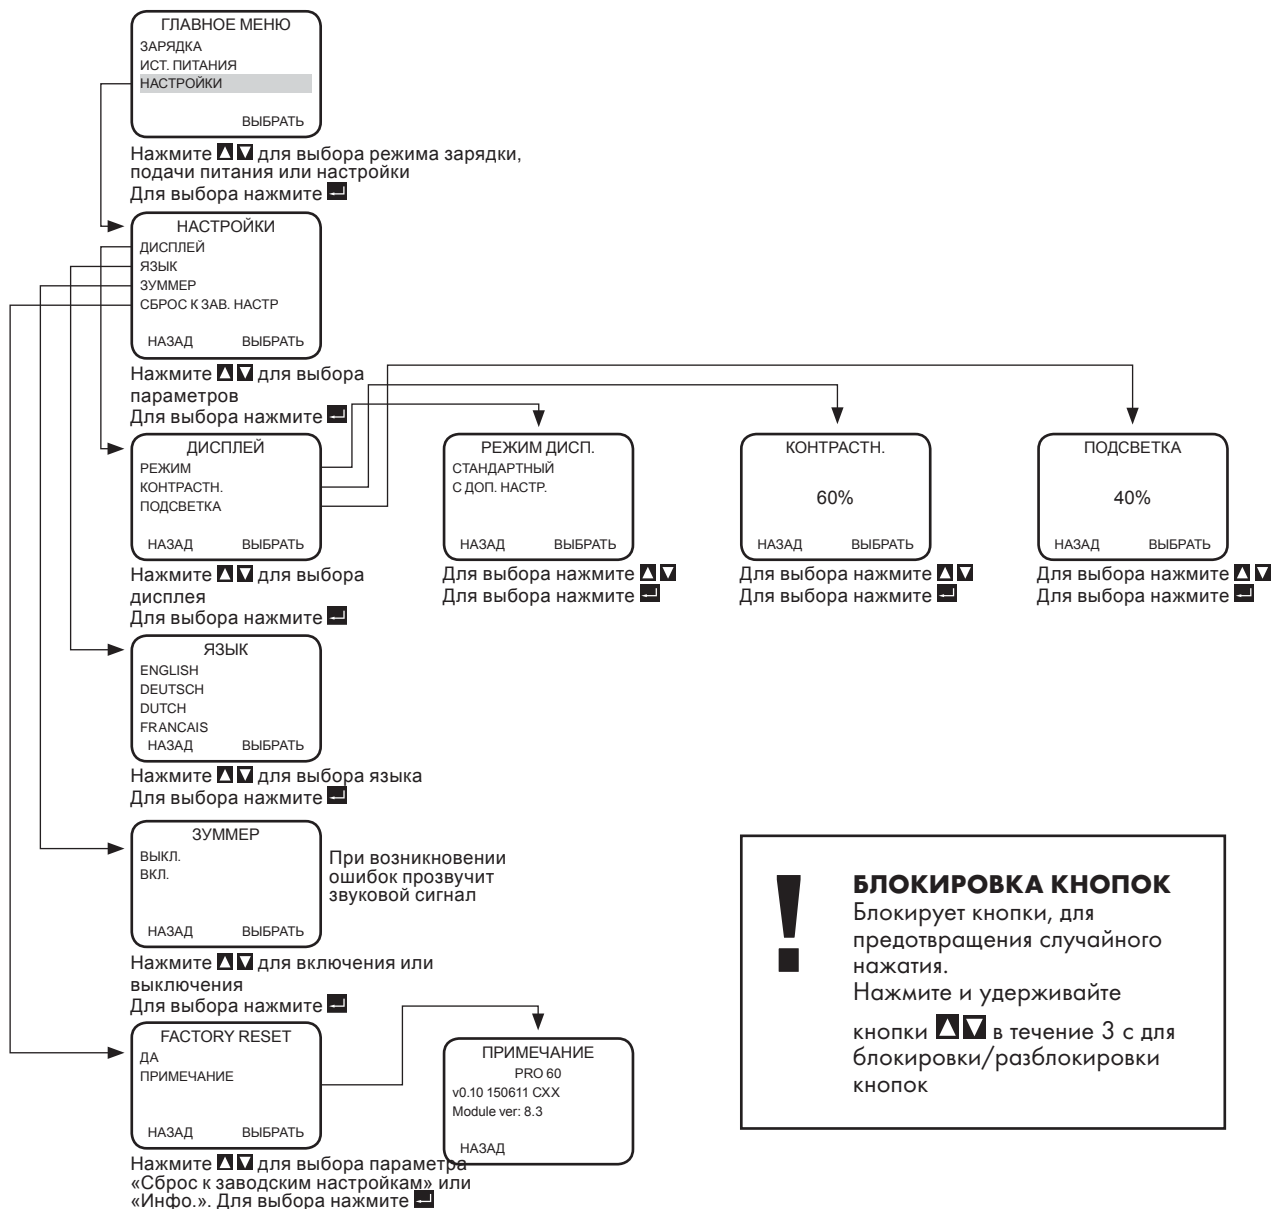 ГЛАВНОЕ МЕНЮ
ЗАРЯДКА
ИСТ. ПИТАНИЯ
НАСТРОЙКИ
ВЫБРАТЬ
Нажмите ▲ ▼ для выбора режима зарядки,
подачи питания или настройки
Для выбора нажмите ↵
НАСТРОЙКИ
ДИСПЛЕЙ
ЯЗЫК
ЗУММЕР
СБРОС К ЗАВ. НАСТР
НАЗАД ВЫБРАТЬ
Нажмите ▲ ▼ для выбора
параметров
Для выбора нажмите ↵
ДИСПЛЕЙ
РЕЖИМ
КОНТРАСТН.
ПОДСВЕТКА
НАЗАД ВЫБРАТЬ
Нажмите ▲ ▼ для выбора
дисплея
Для выбора нажмите ↵
РЕЖИМ ДИСП.
СТАНДАРТНЫЙ
С ДОП. НАСТР.
НАЗАД ВЫБРАТЬ
Для выбора нажмите ▲ ▼
Для выбора нажмите ↵
КОНТРАСТН.
60%
НАЗАД ВЫБРАТЬ
Для выбора нажмите ▲ ▼
Для выбора нажмите ↵
ПОДСВЕТКА
40%
НАЗАД ВЫБРАТЬ
Для выбора нажмите ▲ ▼
Для выбора нажмите ↵
ЯЗЫК
ENGLISH
DEUTSCH
DUTCH
FRANCAIS
НАЗАД ВЫБРАТЬ
Нажмите ▲ ▼ для выбора языка
Для выбора нажмите ↵
ЗУММЕР
ВЫКЛ.
ВКЛ.
НАЗАД ВЫБРАТЬ
При возникновении
ошибок прозвучит
звуковой сигнал
Нажмите ▲ ▼ для включения или
выключения
Для выбора нажмите ↵
FACTORY RESET
ДА
ПРИМЕЧАНИЕ
НАЗАД ВЫБРАТЬ
Нажмите ▲ ▼ для выбора параметра
«Сброс к заводским настройкам» или
«Инфо.». Для выбора нажмите ↵
ПРИМЕЧАНИЕ
PRO 60
v0.10 150611 CXX
Module ver: 8.3
НАЗАД
!
БЛОКИРОВКА КНОПОК
Блокирует кнопки, для
предотвращения случайного
нажатия.
Нажмите и удерживайте
кнопки ▲ ▼ в течение 3 с для
блокировки/разблокировки
кнопок